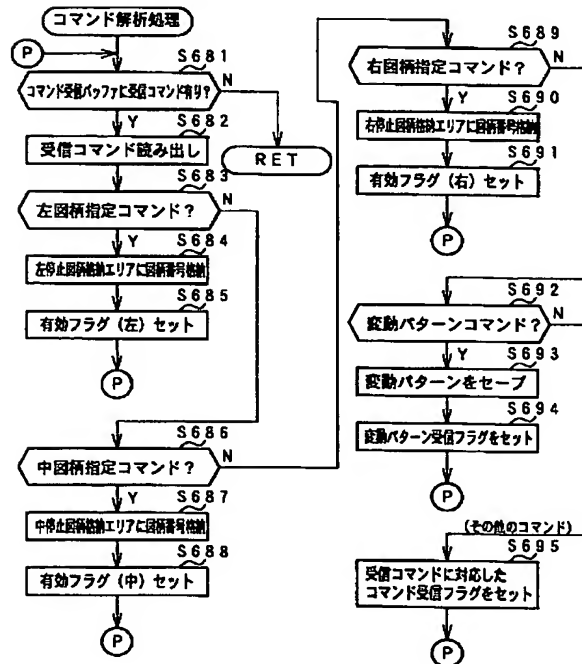 コマンド解析処理
P
S681
コマンド受信バッファに受信コマンド有り？
N
Y
S682
受信コマンド読み出し
RET
S683
左図柄指定コマンド？
N
Y
S684
左停止図柄格納エリアに図柄番号格納
S685
有効フラグ（左）セット
P
S686
中図柄指定コマンド？
N
Y
S687
中停止図柄格納エリアに図柄番号格納
S688
有効フラグ（中）セット
P
S689
右図柄指定コマンド？
N
Y
S690
右停止図柄格納エリアに図柄番号格納
S691
有効フラグ（右）セット
P
S692
変動パターンコマンド？
N
Y
S693
変動パターンをセーブ
S694
変動パターン受信フラグをセット
P
（その他のコマンド）
S695
受信コマンドに対応した
コマンド受信フラグをセット
P